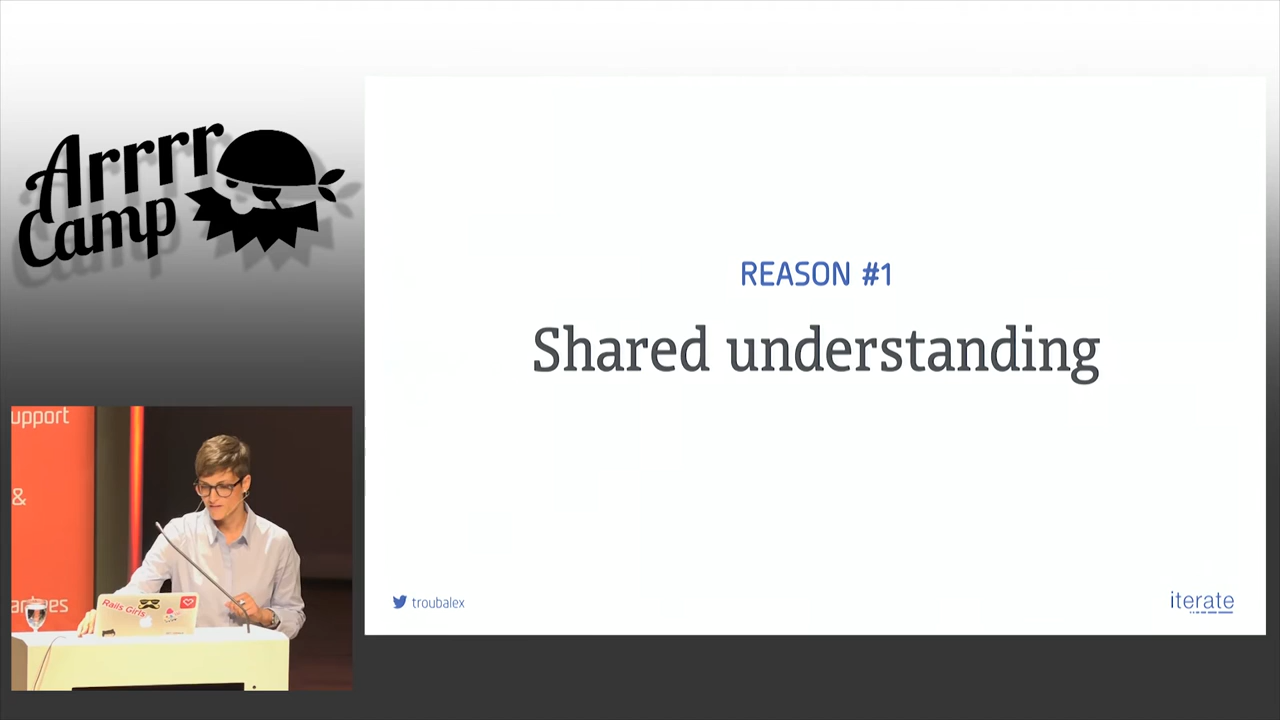 Arrrr
Camp
REASON #1
Shared understanding
troubalex
iterate
upport
&
Rails Girls